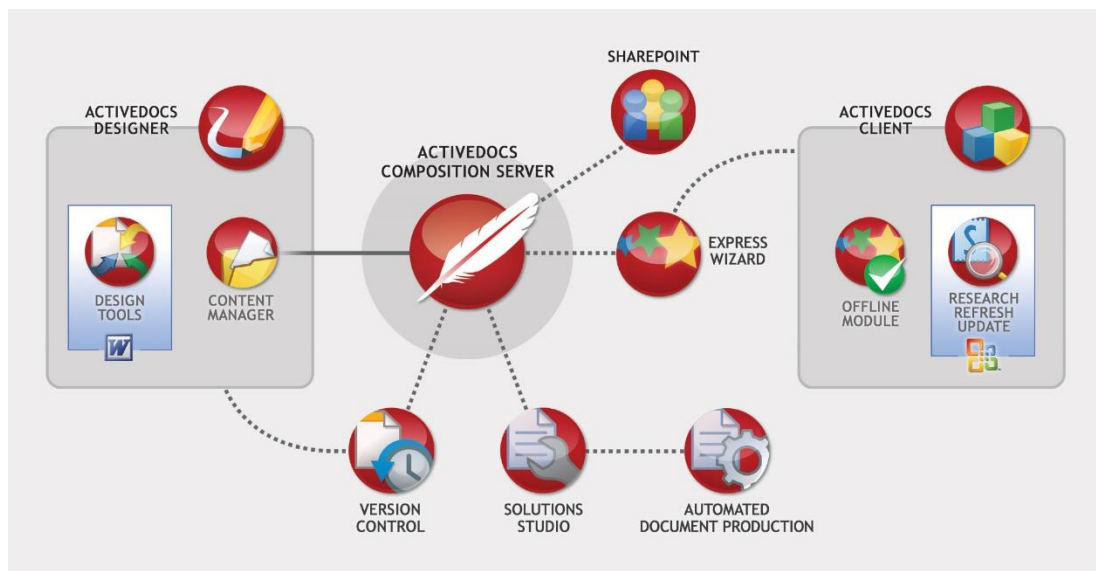 SHAREPOINT
ACTIVEDOCS
DESIGNER
ACTIVEDOCS
CLIENT
ACTIVEDOCS
COMPOSITION SERVER
EXPRESS
WIZARD
DESIGN
TOOLS
CONTENT
MANAGER
OFFLINE
MODULE
RESEARCH
REFRESH
UPDATE
W
VERSION
CONTROL
SOLUTIONS
STUDIO
AUTOMATED
DOCUMENT PRODUCTION